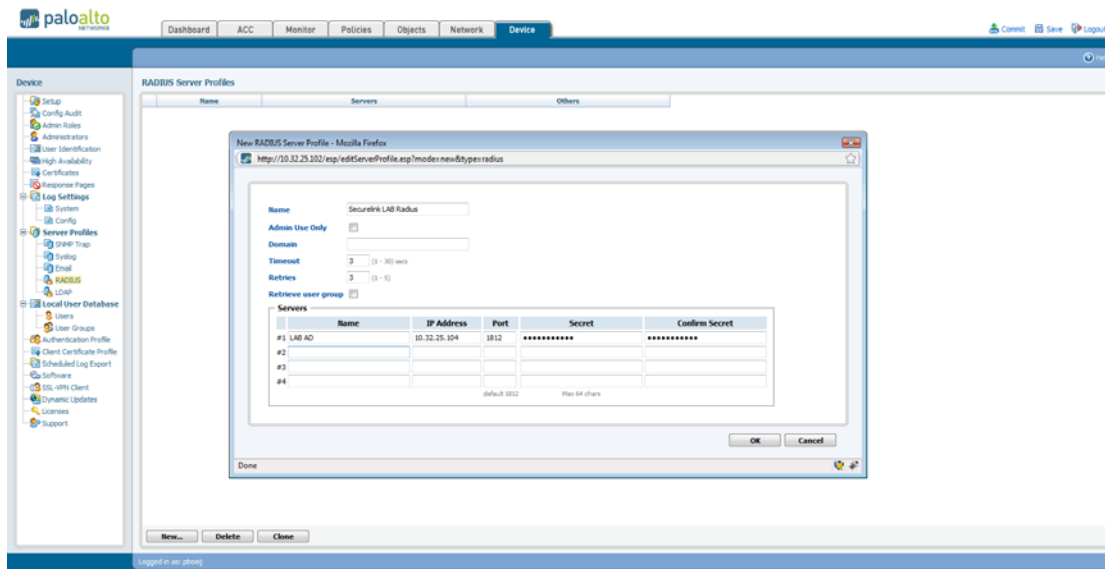 paloalto
NETWORKS
Dashboard ACC Monitor Policies Objects Network Device
Commit Save Logout
Device
Setup
Config Audit
Admin Roles
Administrators
User Identification
High Availability
Certificates
Response Pages
Log Settings
System
Config
Server Profiles
SNMP Trap
Syslog
Email
RADIUS
LDAP
Local User Database
Users
User Groups
Authentication Profile
Client Certificate Profile
Scheduled Log Export
Software
SSL-VPN Client
Dynamic Updates
Licenses
Support
RADIUS Server Profiles
Name Servers Others
New RADIUS Server Profile - Mozilla Firefox
http://10.32.25.102/esp/editServerProfile.esp?mode=new&type=radius
Name Securelink LAB Radius
Admin Use Only
Domain
Timeout 3 (1 - 30) secs
Retries 3 (1 - 5)
Retrieve user group
Servers
Name IP Address Port Secret Confirm Secret
#1 LAB AD 10.32.25.104 1812 ••••••••••• •••••••••••
#2
#3
#4
default 1812 Max 64 chars
OK Cancel
Done
New... Delete Clone
Logged in as: pboeij